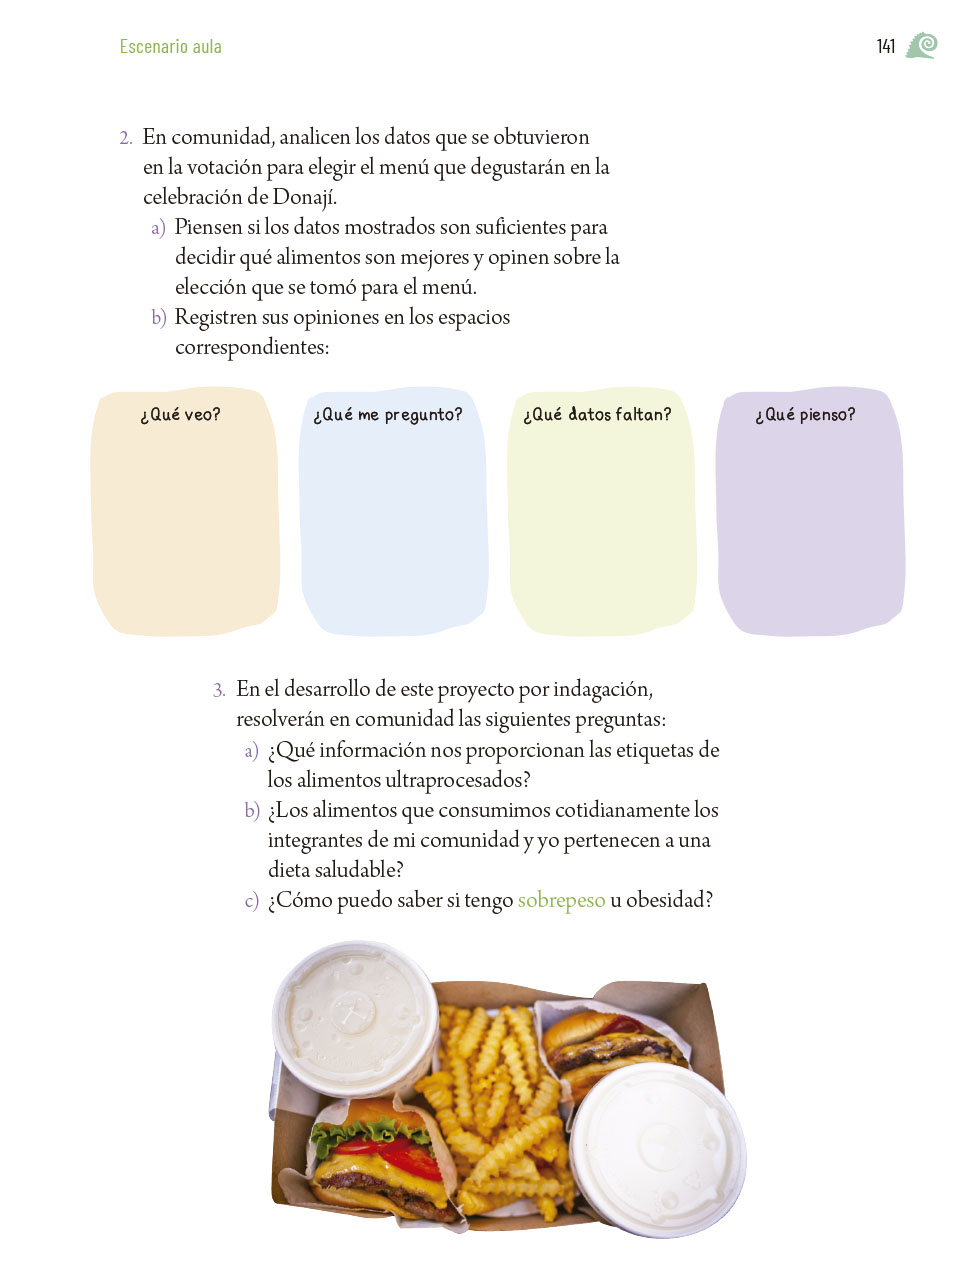 Escenario aula
141
2. En comunidad, analicen los datos que se obtuvieron
en la votación para elegir el menú que degustarán en la
celebración de Donají.
a) Piensen si los datos mostrados son suficientes para
decidir qué alimentos son mejores y opinen sobre la
elección que se tomó para el menú.
b) Registren sus opiniones en los espacios
correspondientes:
¿Qué veo?
¿Qué me pregunto?
¿Qué datos faltan?
¿Qué pienso?
3. En el desarrollo de este proyecto por indagación,
resolverán en comunidad las siguientes preguntas:
a) ¿Qué información nos proporcionan las etiquetas de
los alimentos ultraprocesados?
b) ¿Los alimentos que consumimos cotidianamente los
integrantes de mi comunidad y yo pertenecen a una
dieta saludable?
c) ¿Cómo puedo saber si tengo sobrepeso u obesidad?